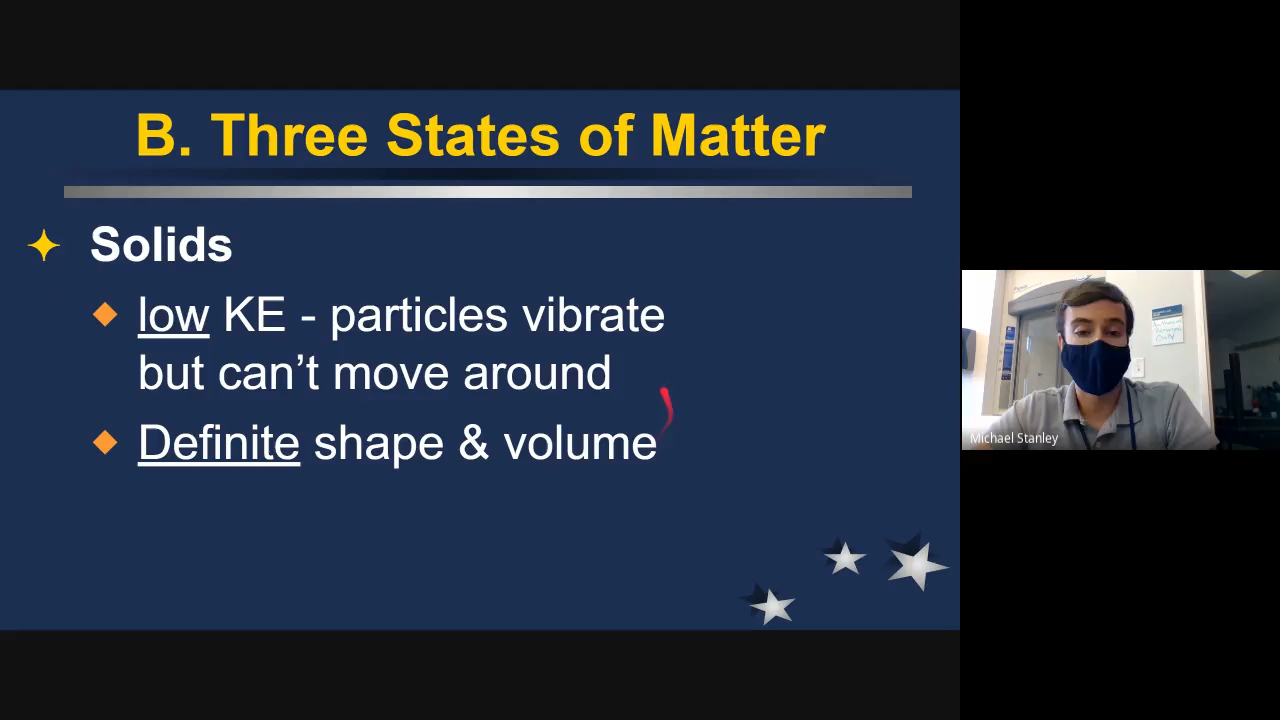 B. Three States of Matter
Solids
low KE - particles vibrate
but can’t move around
Definite shape & volume
Michael Stanley